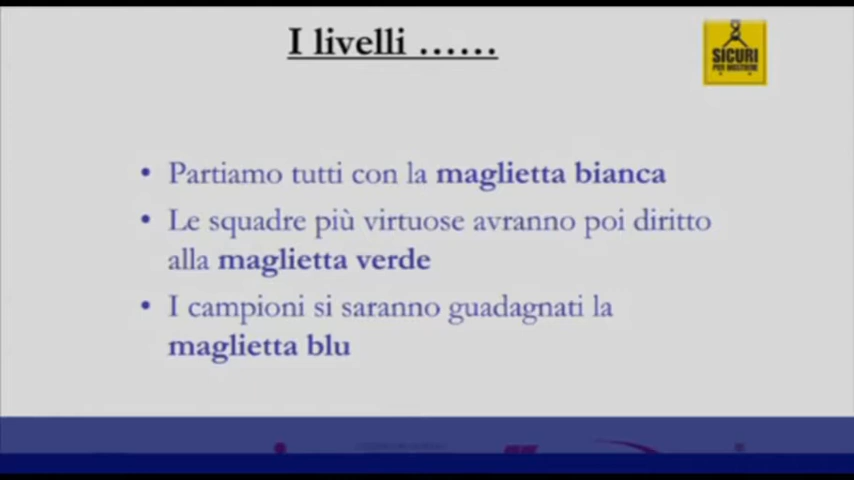 I livelli ......
SICURI
PER MESTIERE
• Partiamo tutti con la maglietta bianca
• Le squadre più virtuose avranno poi diritto
alla maglietta verde
• I campioni si saranno guadagnati la
maglietta blu